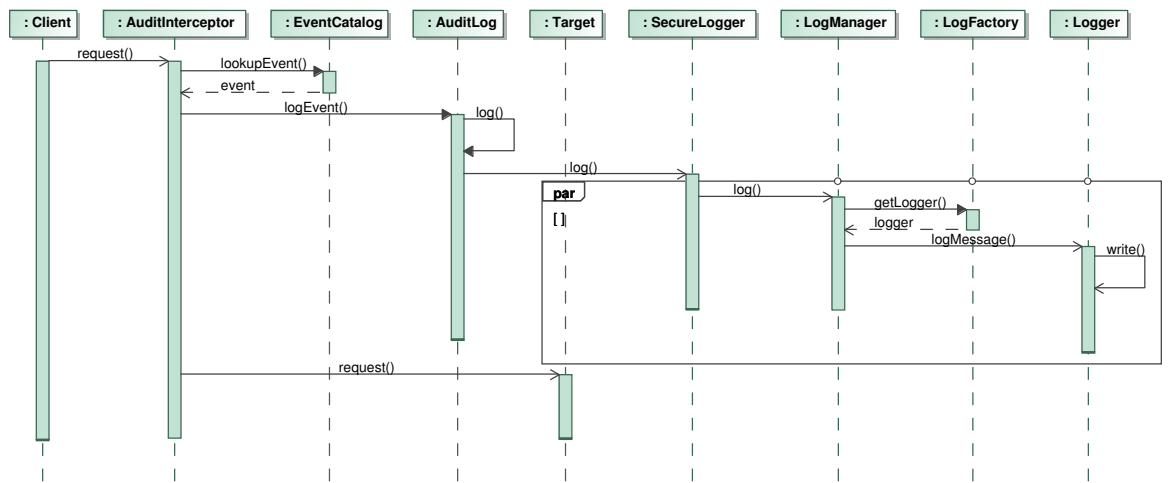 : Client
: AuditInterceptor
: EventCatalog
: AuditLog
: Target
: SecureLogger
: LogManager
: LogFactory
: Logger
request()
lookupEvent()
event
logEvent()
log()
log()
par
log()
getLogger()
[ ]
logger
logMessage()
write()
request()